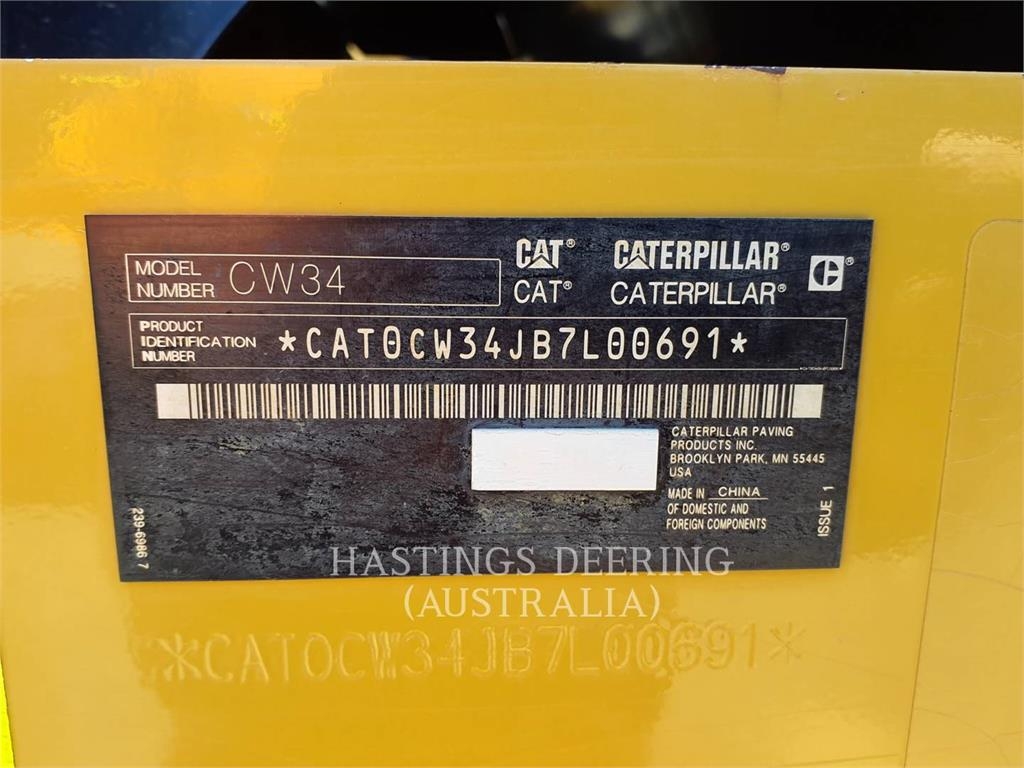 MODEL NUMBER CW34
CAT® CATERPILLAR®
CAT® CATERPILLAR®
PRODUCT
IDENTIFICATION
NUMBER
*CAT0CW34JB7L00691*
CATERPILLAR PAVING
PRODUCTS INC.
BROOKLYN PARK, MN 55445
USA
MADE IN CHINA
OF DOMESTIC AND
FOREIGN COMPONENTS
ISSUE 1
239-6986 7
HASTINGS DEERING
(AUSTRALIA)
*CAT0CW34JB7L00691*